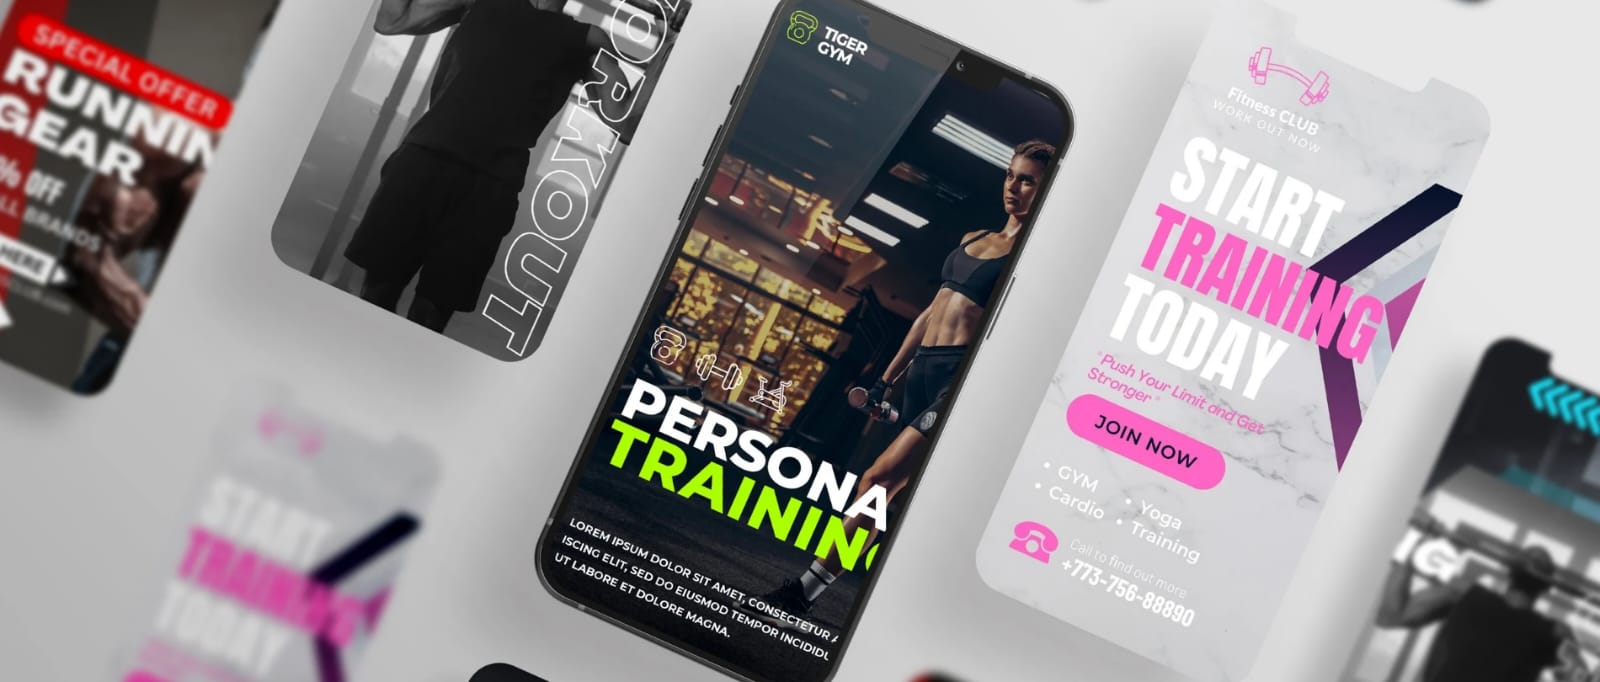 SPECIAL OFFER
RUNNIN
GEAR
% OFF
ALL BRANDS
HERE
WORKOUT
TIGER
GYM
PERSONA
TRAINING
LOREM IPSUM DOLOR SIT AMET, CONSECTETUR A
ISCING ELIT, SED DO EIUSMOD TEMPOR INCIDIDU
UT LABORE ET DOLORE MAGNA.
Fitness CLUB
WORK OUT NOW
START
TRAINING
TODAY
"Push Your Limit and Get
Stronger"
JOIN NOW
• GYM
• Cardio
• Yoga
• Training
Call to find out more
+773-756-88890
START
TRAINING
TODAY